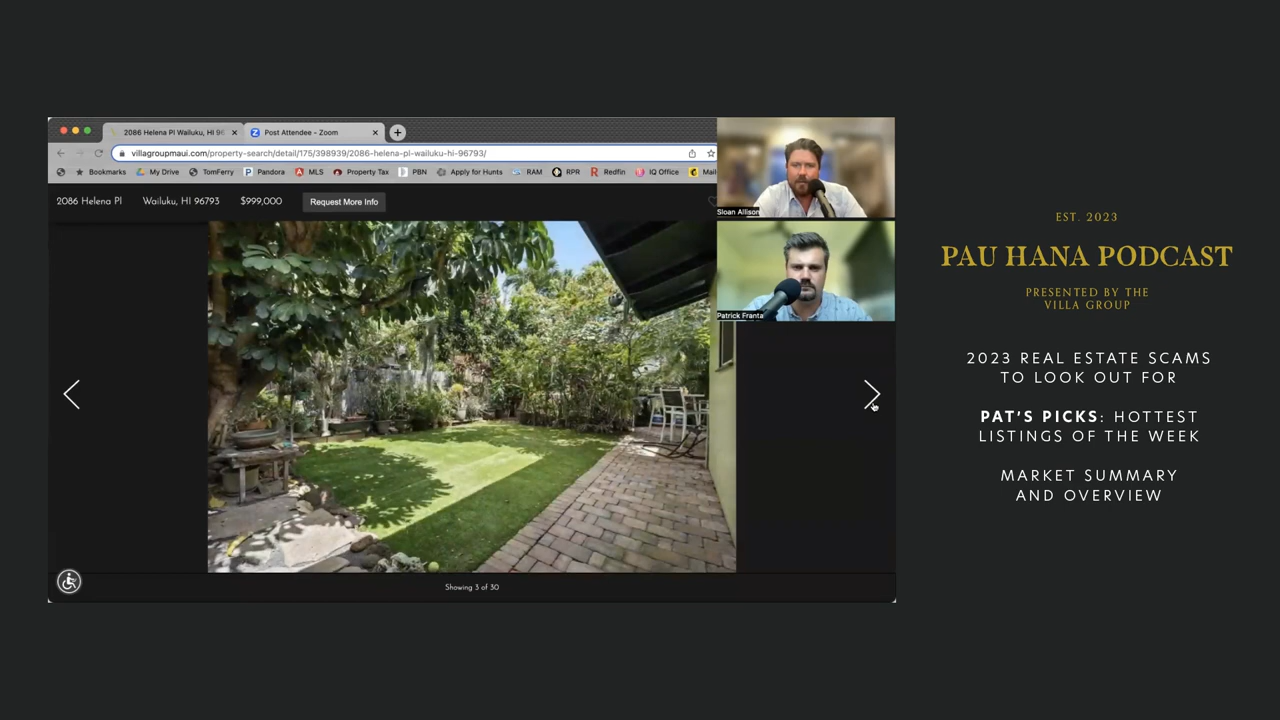 2086 Helena Pl Wailuku, HI 96
Post Attendee - Zoom
villagroupmaui.com/property-search/detail/175/398939/2086-helena-pl-wailuku-hi-96793/
Bookmarks My Drive TomFerry Pandora MLS Property Tax PBN Apply for Hunts RAM RPR Redfin IQ Office Mail
2086 Helena Pl Wailuku, HI 96793 $999,000 Request More Info
Sloan Allison
Patrick Franta
Showing 3 of 30
EST. 2023
PAU HANA PODCAST
PRESENTED BY THE
VILLA GROUP
2023 REAL ESTATE SCAMS
TO LOOK OUT FOR
PAT'S PICKS: HOTTEST
LISTINGS OF THE WEEK
MARKET SUMMARY
AND OVERVIEW